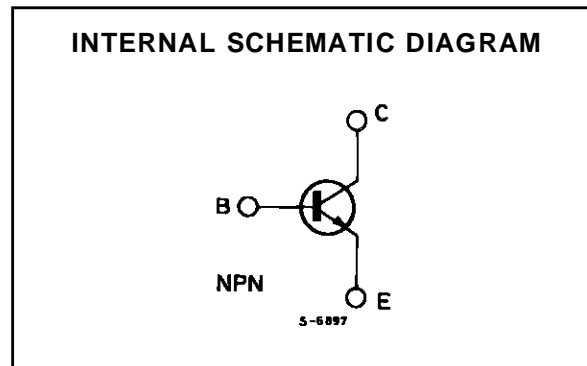 INTERNAL SCHEMATIC DIAGRAM
C
B
NPN
E
S-6897